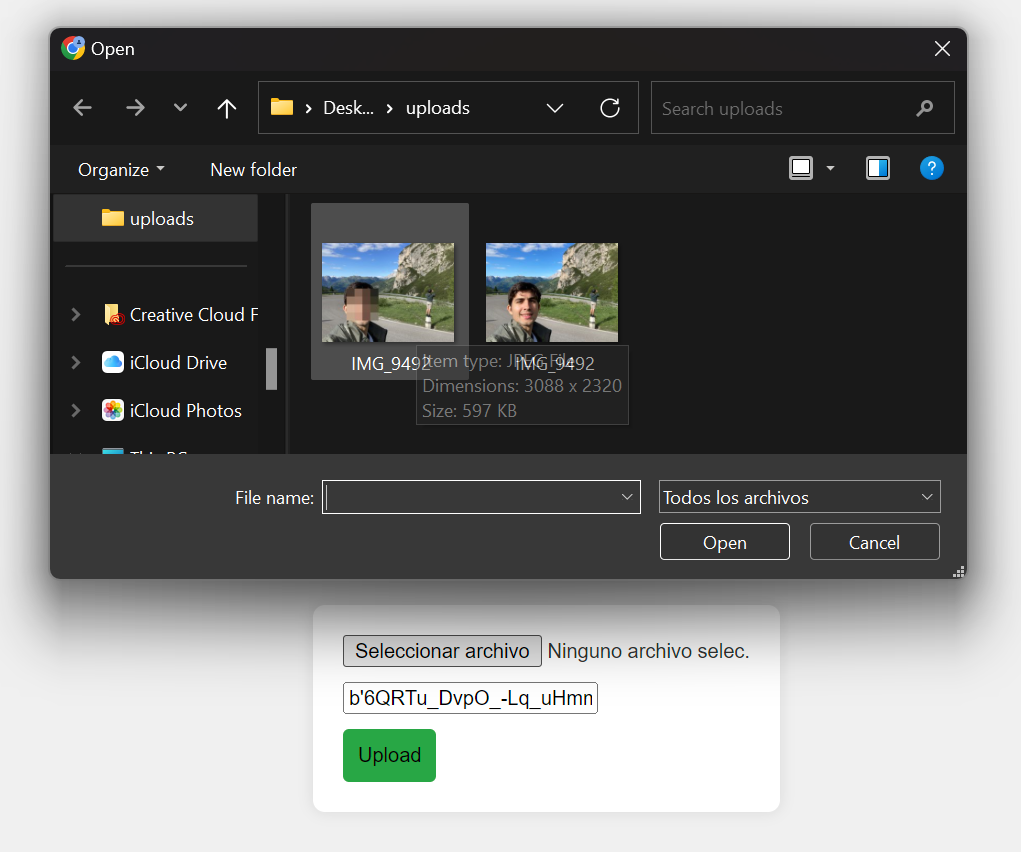 Open
Desk... > uploads
Search uploads
Organize
New folder
uploads
Creative Cloud F
iCloud Drive
iCloud Photos
This PC
IMG_9492
IMG_9492
Item type: JPEG File
Dimensions: 3088 x 2320
Size: 597 KB
File name:
Todos los archivos
Open
Cancel
Seleccionar archivo
Ninguno archivo selec.
b'6QRTu_DvpO_-Lq_uHmn
Upload